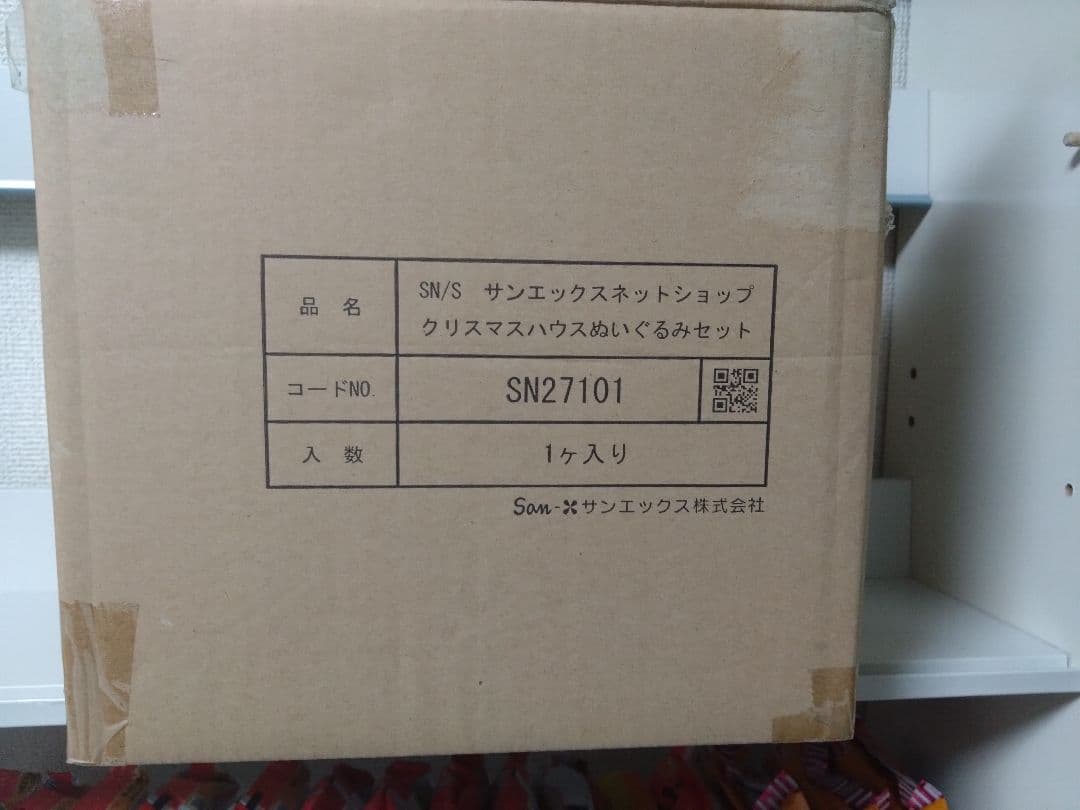 品名
SN/S サンエックスネットショップ
クリスマスハウスぬいぐるみセット
コードNO.
SN27101
入数
1ヶ入り
San-X サンエックス株式会社